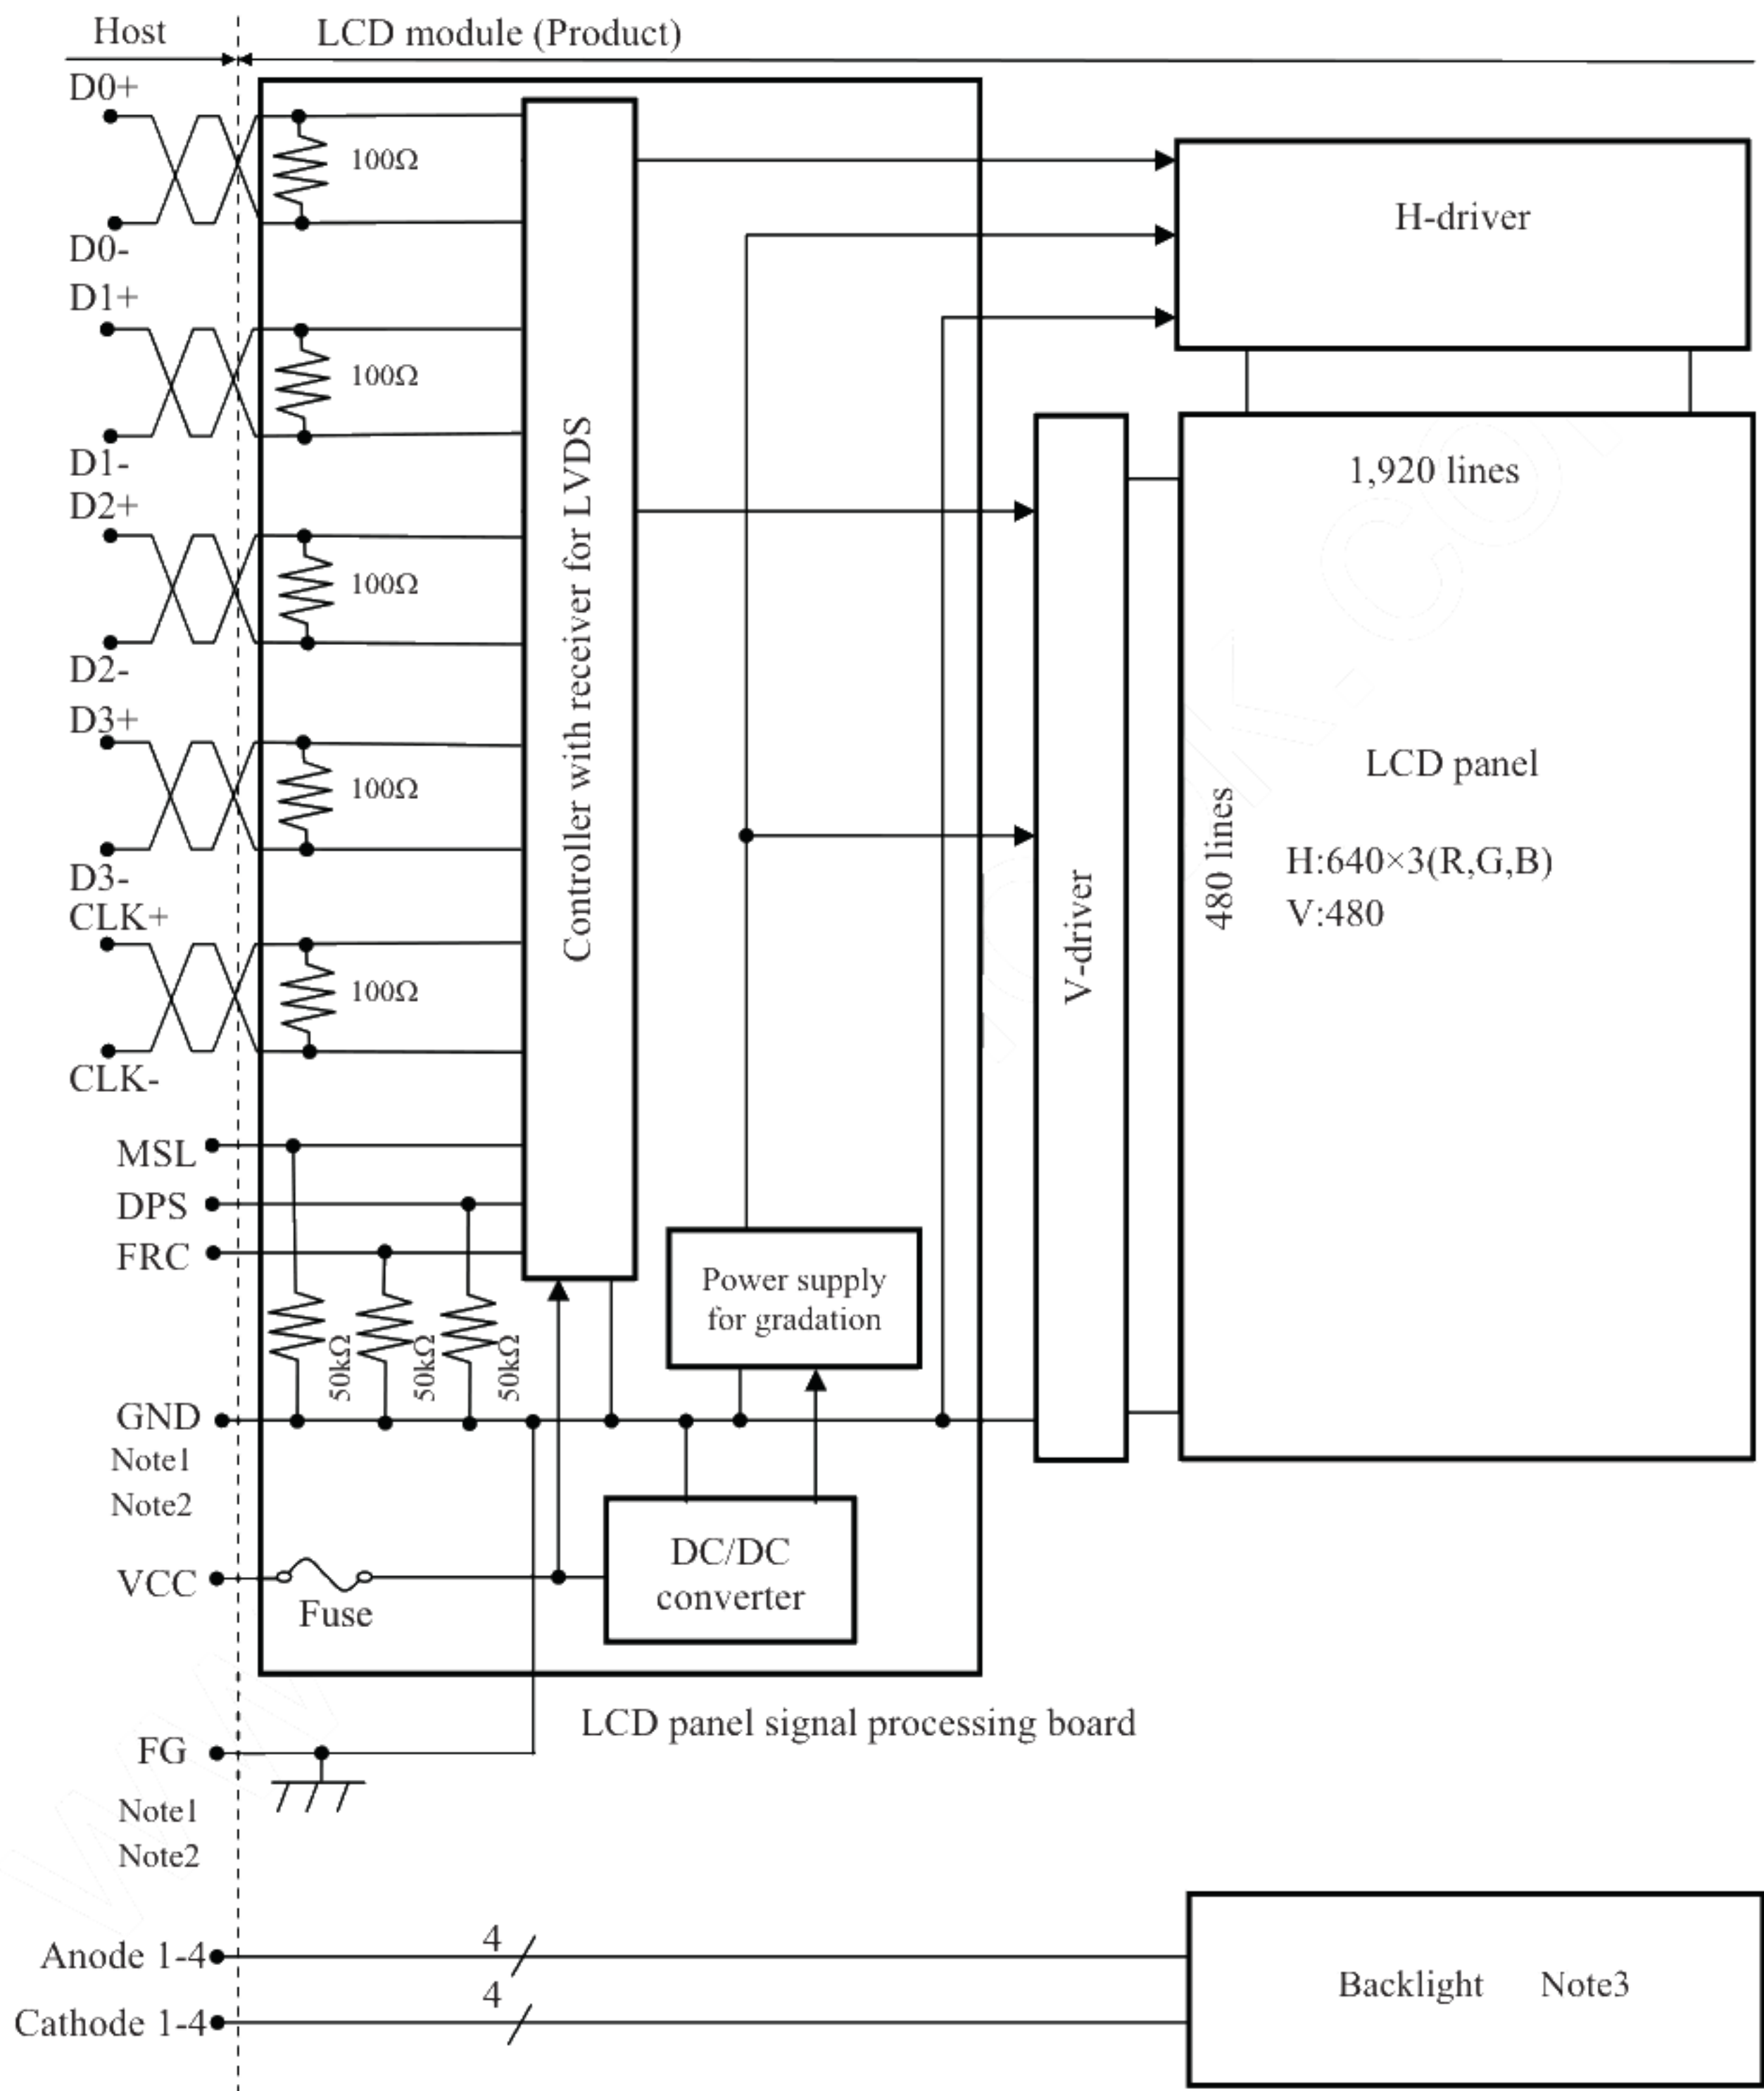 Host
LCD module (Product)
D0+
100Ω
D0-
D1+
100Ω
D1-
D2+
100Ω
D2-
D3+
100Ω
D3-
CLK+
100Ω
CLK-
MSL
DPS
FRC
50kΩ
50kΩ
50kΩ
GND
Note1
Note2
VCC
Fuse
FG
Note1
Note2
Controller with receiver for LVDS
H-driver
V-driver
1,920 lines
480 lines
LCD panel
H:640×3(R,G,B)
V:480
Power supply
for gradation
DC/DC
converter
LCD panel signal processing board
Anode 1-4
4
Cathode 1-4
4
Backlight Note3